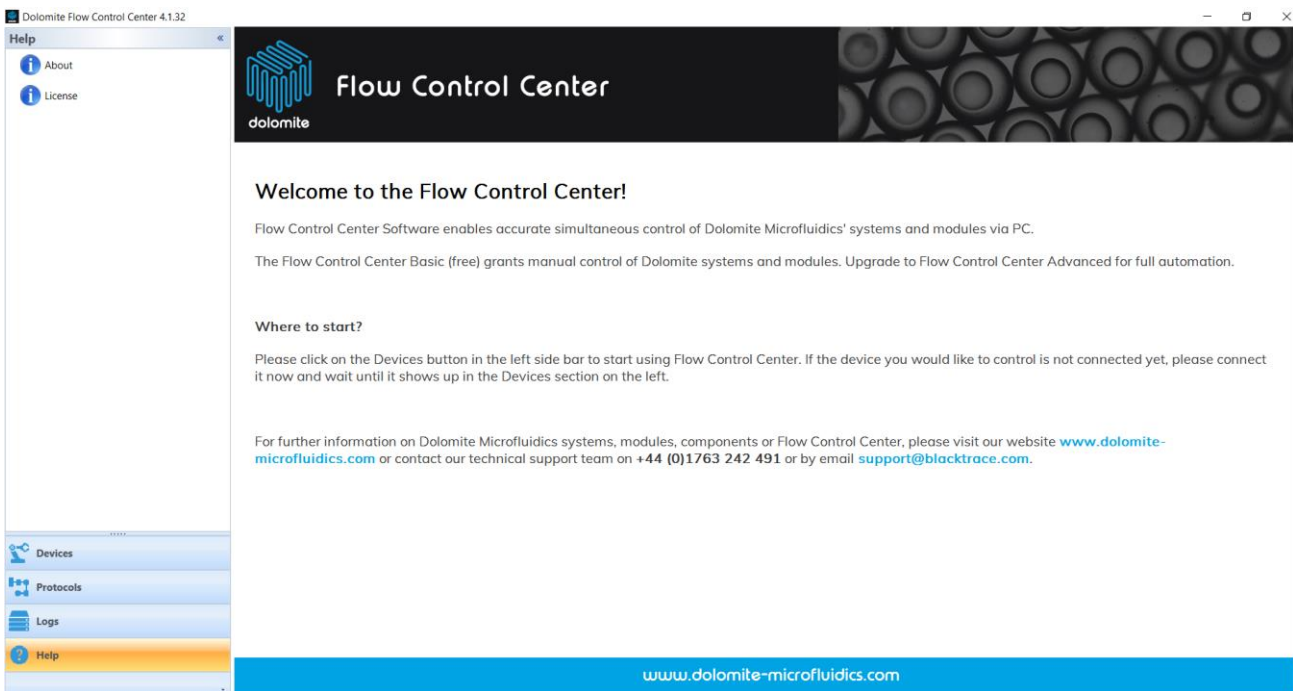 Dolomite Flow Control Center 4.1.32
Help
About
License
dolomite
Flow Control Center
Welcome to the Flow Control Center!
Flow Control Center Software enables accurate simultaneous control of Dolomite Microfluidics' systems and modules via PC.
The Flow Control Center Basic (free) grants manual control of Dolomite systems and modules. Upgrade to Flow Control Center Advanced for full automation.
Where to start?
Please click on the Devices button in the left side bar to start using Flow Control Center. If the device you would like to control is not connected yet, please connect
it now and wait until it shows up in the Devices section on the left.
For further information on Dolomite Microfluidics systems, modules, components or Flow Control Center, please visit our website www.dolomite-
microfluidics.com or contact our technical support team on +44 (0)1763 242 491 or by email support@blacktrace.com.
Devices
Protocols
Logs
Help
www.dolomite-microfluidics.com